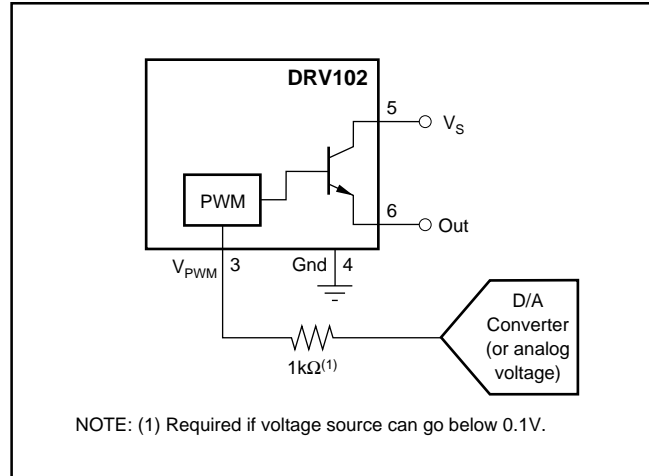 DRV102
5
V_S
PWM
6
Out
V_PWM 3 Gnd 4
D/A
Converter
(or analog
voltage)
1kΩ(1)
NOTE: (1) Required if voltage source can go below 0.1V.